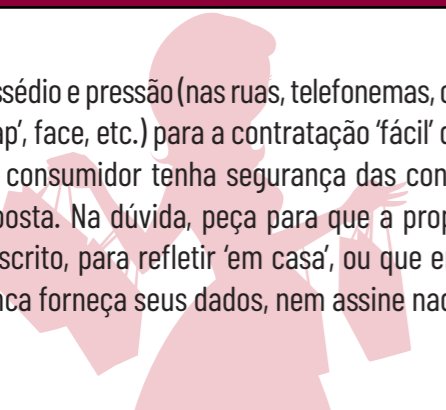 ssédio e pressão (nas ruas, telefonemas,
ap’, face, etc.) para a contratação ‘fácil’
consumidor tenha segurança das con
posta. Na dúvida, peça para que a prop
scrito, para refletir ‘em casa’, ou que e
nca forneça seus dados, nem assine nad